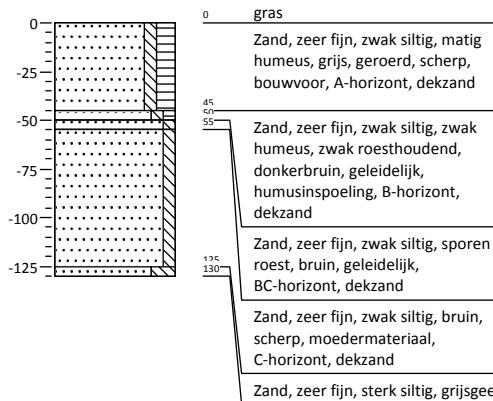 0
-25
-50
-75
-100
-125
0
gras
Zand, zeer fijn, zwak siltig, matig
humeus, grijs, geroerd, scherp,
bouwvoor, A-horizont, dekzand
45
50
Zand, zeer fijn, zwak siltig, zwak
humeus, zwak roesthoudend,
donkerbruin, geleidelijk,
humusinspoeling, B-horizont,
dekzand
55
Zand, zeer fijn, zwak siltig, sporen
roest, bruin, geleidelijk,
BC-horizont, dekzand
125
Zand, zeer fijn, zwak siltig, bruin,
scherp, moedermateriaal,
C-horizont, dekzand
130
Zand, zeer fijn, sterk siltig, grijsgee